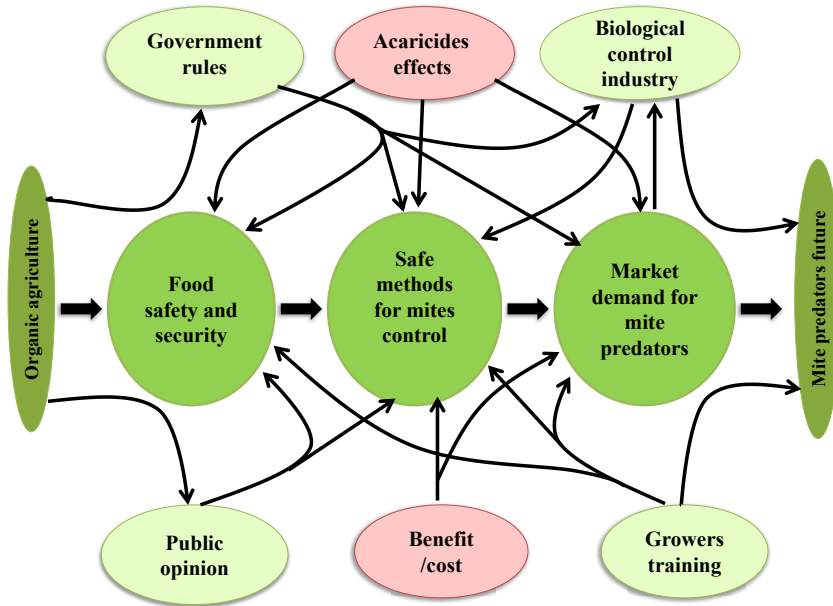 Government
rules
Acaricides
effects
Biological
control
industry
Organic agriculture
Food
safety and
security
Safe
methods
for mites
control
Market
demand for
mite
predators
Mite predators future
Public
opinion
Benefit
/cost
Growers
training